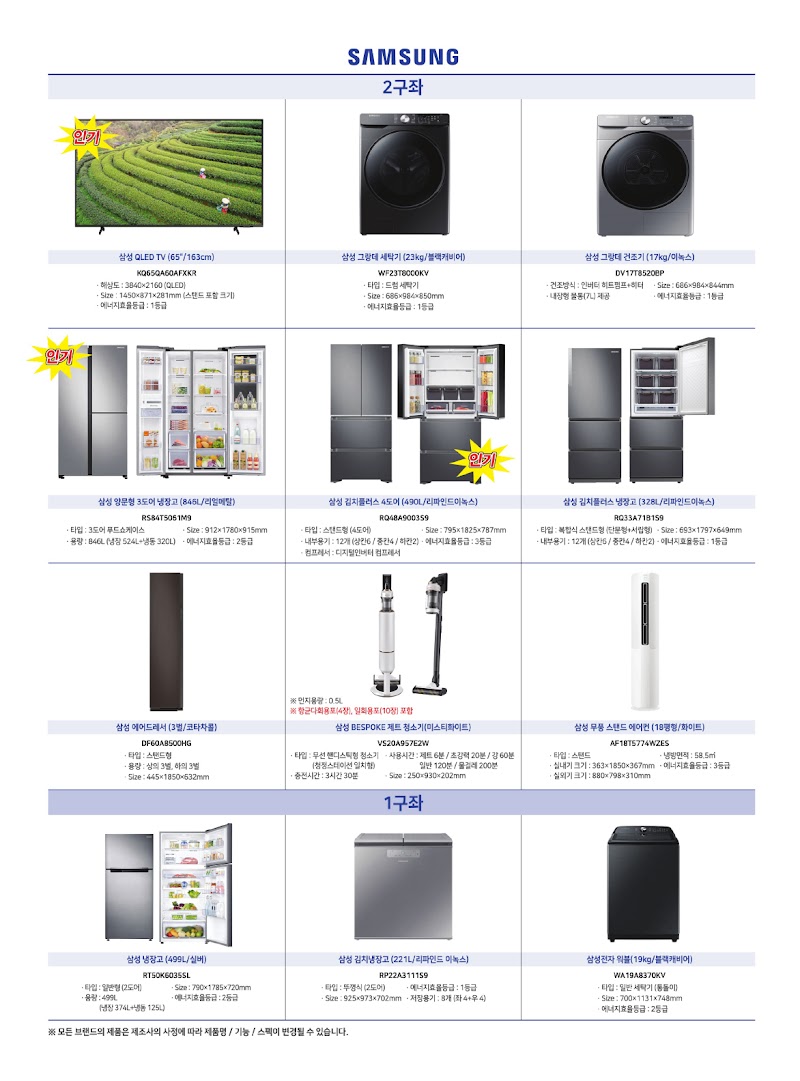 SAMSUNG
2구좌
인기
삼성 QLED TV (65"/163cm)
KQ65QA60AFXKR
· 해상도 : 3840×2160 (QLED)
· Size : 1450×871×281mm (스탠드 포함 크기)
· 에너지효율등급 : 1등급
삼성 그랑데 세탁기 (23kg/블랙캐비어)
WF23T8000KV
· 타입 : 드럼 세탁기
· Size : 686×984×850mm
· 에너지효율등급 : 1등급
삼성 그랑데 건조기 (17kg/이녹스)
DV17T8520BP
· 건조방식 : 인버터 히트펌프+히터 · Size : 686×984×844mm
· 내장형 물통(7L) 제공 · 에너지효율등급 : 1등급
인기
삼성 양문형 3도어 냉장고 (846L/리얼메탈)
RS84T5061M9
· 타입 : 3도어 푸드쇼케이스 · Size : 912×1780×915mm
· 용량 : 846L (냉장 524L+냉동 320L) · 에너지효율등급 : 2등급
인기
삼성 김치플러스 4도어 (490L/리파인드이녹스)
RQ48A9003S9
· 타입 : 스탠드형 (4도어) · Size : 795×1825×787mm
· 내부용기 : 12개 (상칸6 / 중칸4 / 하칸2) · 에너지효율등급 : 3등급
· 컴프레서 : 디지털인버터 컴프레서
삼성 김치플러스 냉장고 (328L/리파인드이녹스)
RQ33A71B1S9
· 타입 : 복합식 스탠드형 (단문형+서랍형) · Size : 693×1797×649mm
· 내부용기 : 12개 (상칸6 / 중칸4 / 하칸2) · 에너지효율등급 : 1등급
삼성 에어드레서 (3벌/코타차콜)
DF60A8500HG
· 타입 : 스탠드형
· 용량 : 상의 3벌, 하의 3벌
· Size : 445×1850×632mm
※ 먼지용량 : 0.5L
※ 항균다회용포(4장), 일회용포(10장) 포함
삼성 BESPOKE 제트 청소기(미스티화이트)
VS20A957E2W
· 타입 : 무선 핸디스틱형 청소기 · 사용시간 : 제트 6분 / 초강력 20분 / 강 60분
(청정스테이션 일치형) 일반 120분 / 물걸레 200분
· 충전시간 : 3시간 30분 · Size : 250×930×202mm
삼성 무풍 스탠드 에어컨 (18평형/화이트)
AF18T5774WZES
· 타입 : 스탠드 · 냉방면적 : 58.5㎡
· 실내기 크기 : 363×1850×367mm · 에너지효율등급 : 3등급
· 실외기 크기 : 880×798×310mm
1구좌
삼성 냉장고 (499L/실버)
RT50K6035SL
· 타입 : 일반형(2도어) · Size : 790×1785×720mm
· 용량 : 499L · 에너지효율등급 : 2등급
(냉장 374L+냉동 125L)
삼성 김치냉장고 (221L/리파인드 이녹스)
RP22A3111S9
· 타입 : 뚜껑식 (2도어) · 에너지효율등급 : 1등급
· Size : 925×973×702mm · 저장용기 : 8개 (좌 4+우 4)
삼성전자 워블(19kg/블랙캐비어)
WA19A8370KV
· 타입 : 일반 세탁기 (통돌이)
· Size : 700×1131×748mm
· 에너지효율등급 : 2등급
※ 모든 브랜드의 제품은 제조사의 사정에 따라 제품명 / 기능 / 스펙이 변경될 수 있습니다.